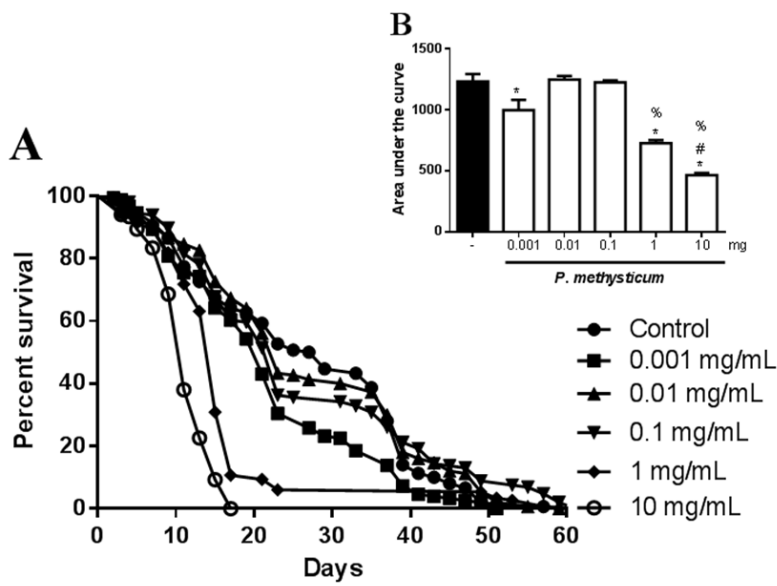 B
1500
1000
500
0
Area under the curve
*
%
*
%
#
*
- 0.001 0.01 0.1 1 10 mg
P. methysticum
A
100
80
60
40
20
0
Percent survival
0 10 20 30 40 50 60
Days
Control
0.001 mg/mL
0.01 mg/mL
0.1 mg/mL
1 mg/mL
10 mg/mL